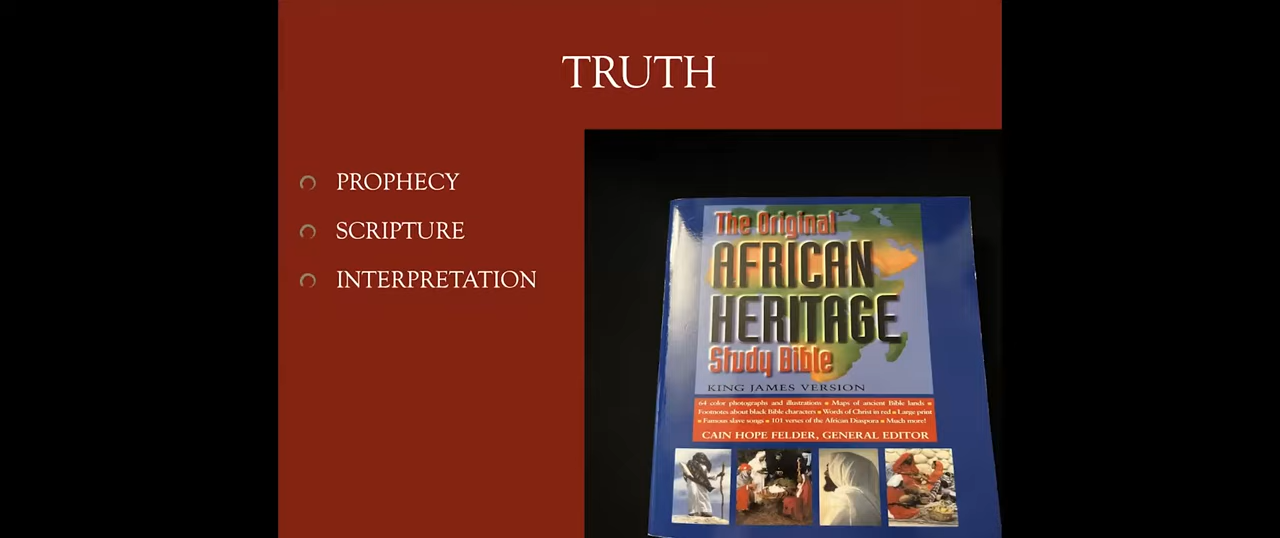 TRUTH
PROPHECY
SCRIPTURE
INTERPRETATION
The Original
AFRICAN
HERITAGE
Study Bible
KING JAMES VERSION
64 color photographs and illustrations • Maps of ancient Bible lands •
Footnotes about black Bible characters • Words of Christ in red • Large print
• Famous slave songs • 101 verses of the African Diaspora • Much more!
CAIN HOPE FELDER, GENERAL EDITOR